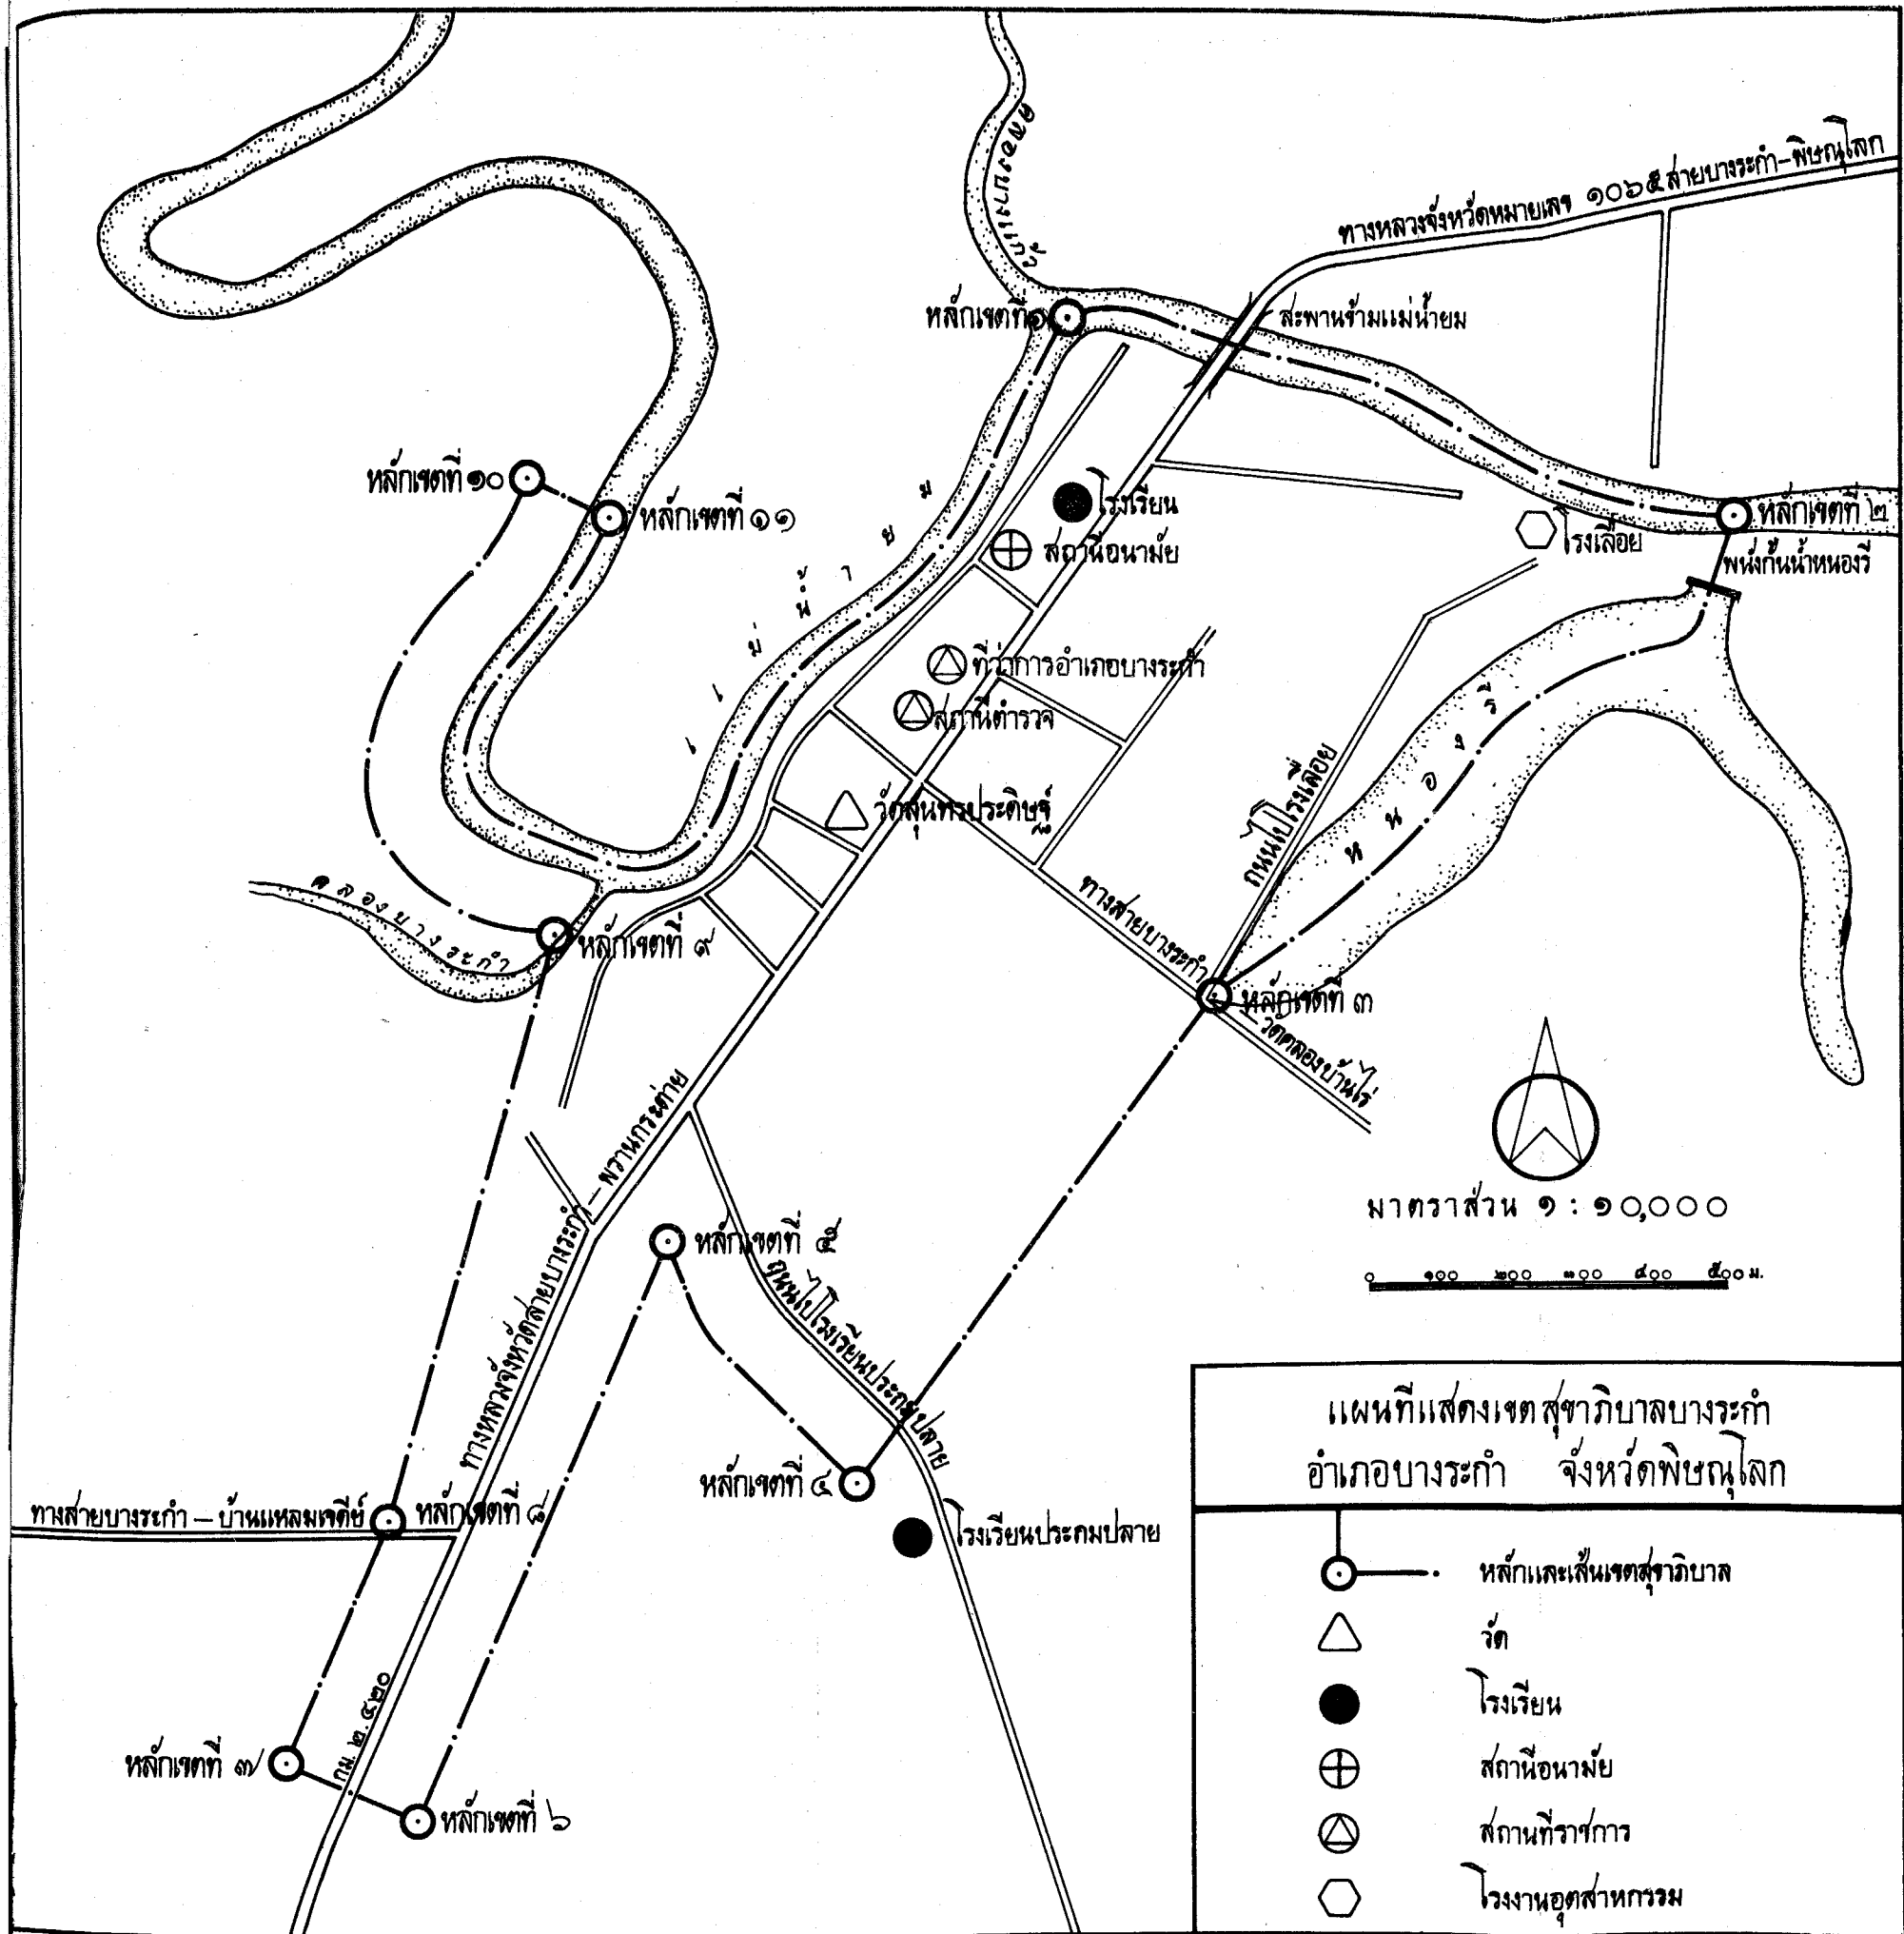 คลองบางแก้ว
ทางหลวงจังหวัดหมายเลข ๑๐๖๕ สายบางระกำ-พิษณุโลก
หลักเขตที่ ๑
สะพานข้ามแม่น้ำยม
หลักเขตที่ ๑๐
หลักเขตที่ ๑๑
โรงเรียน
หลักเขตที่ ๒
สถานีอนามัย
โรงเลื่อย
พนังกั้นน้ำหนองรี
แม่น้ำยม
ที่ว่าการอำเภอบางระกำ
สถานีตำรวจ
หนองรี
วัดสุนทรประดิษฐ์
ถนนไปโรงเลื่อย
คลองบางระกำ
หลักเขตที่ ๙
ทางสายบางระกำ – วัดคลองบ้านไร่
หลักเขตที่ ๓
มาตราส่วน ๑ : ๑๐,๐๐๐
๐ ๑๐๐ ๒๐๐ ๓๐๐ ๔๐๐ ๕๐๐ ม.
ทางหลวงจังหวัดสายบางระกำ – พรานกระต่าย
หลักเขตที่ ๕
ถนนไปโรงเรียนประถมปลาย
หลักเขตที่ ๔
ทางสายบางระกำ – บ้านแหลมเจดีย์
หลักเขตที่ ๘
โรงเรียนประถมปลาย
กม. ๒.๔๒๐
หลักเขตที่ ๗
หลักเขตที่ ๖
แผนที่แสดงเขตสุขาภิบาลบางระกำ
อำเภอบางระกำ จังหวัดพิษณุโลก
หลักและเส้นเขตสุขาภิบาล
วัด
โรงเรียน
สถานีอนามัย
สถานที่ราชการ
โรงงานอุตสาหกรรม